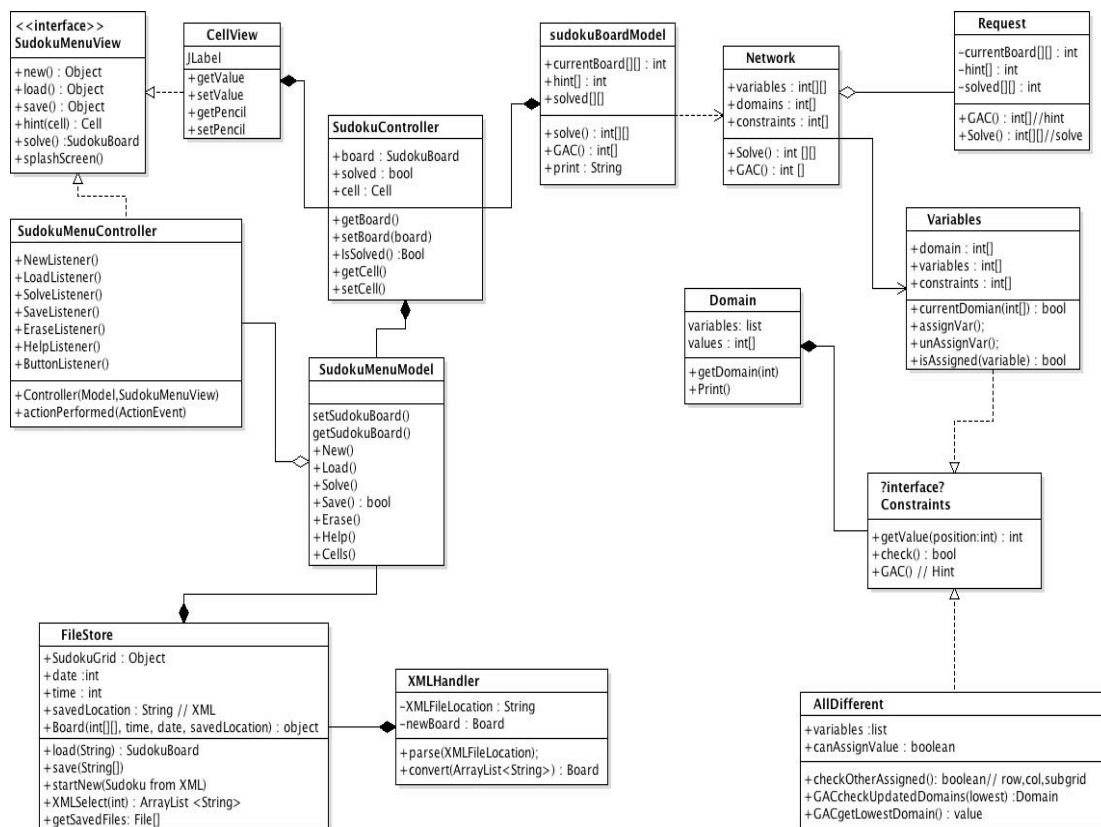 <<interface>>
SudokuMenuView
+new() : Object
+load() : Object
+save() : Object
+hint(cell) : Cell
+solve() :SudokuBoard
+splashScreen()
CellView
JLabel
+getValue
+setValue
+getPencil
+setPencil
SudokuController
+board : SudokuBoard
+solved : bool
+cell : Cell
+getBoard()
+setBoard(board)
+IsSolved() :Bool
+getCell()
+setCell()
sudokuBoardModel
+currentBoard[][] : int
+hint[] : int
+solved[][]
+solve() : int[][]
+GAC() : int[]
+print : String
Network
+variables : int[][]
+domains : int[]
+constraints : int[]
+Solve() : int [][]
+GAC() : int []
Request
-currentBoard[][] : int
-hint[] : int
-solved[][] : int
+GAC() : int[]//hint
+Solve() : int[][]//solve
SudokuMenuController
+NewListener()
+LoadListener()
+SolveListener()
+SaveListener()
+EraseListener()
+HelpListener()
+ButtonListener()
+Controller(Model,SudokuMenuView)
+actionPerformed(ActionEvent)
Variables
+domain : int[]
+variables : int[]
+constraints : int[]
+currentDomian(int[]) : bool
+assignVar();
+unAssignVar();
+isAssigned(variable) : bool
Domain
variables: list
values : int[]
+getDomain(int)
+Print()
SudokuMenuModel
setSudokuBoard()
getSudokuBoard()
+New()
+Load()
+Solve()
+Save() : bool
+Erase()
+Help()
+Cells()
?interface?
Constraints
+getValue(position:int) : int
+check() : bool
+GAC() // Hint
FileStore
+SudokuGrid : Object
+date :int
+time : int
+savedLocation : String // XML
+Board(int[][], time, date, savedLocation) : object
+load(String) : SudokuBoard
+save(String[])
+startNew(Sudoku from XML)
+XMLSelect(int) : ArrayList <String>
+getSavedFiles: File[]
XMLHandler
-XMLFileLocation : String
-newBoard : Board
+parse(XMLFileLocation);
+convert(ArrayList<String>) : Board
AllDifferent
+variables :list
+canAssignValue : boolean
+checkOtherAssigned(): boolean// row,col,subgrid
+GACcheckUpdatedDomains(lowest) :Domain
+GACgetLowestDomain() : value